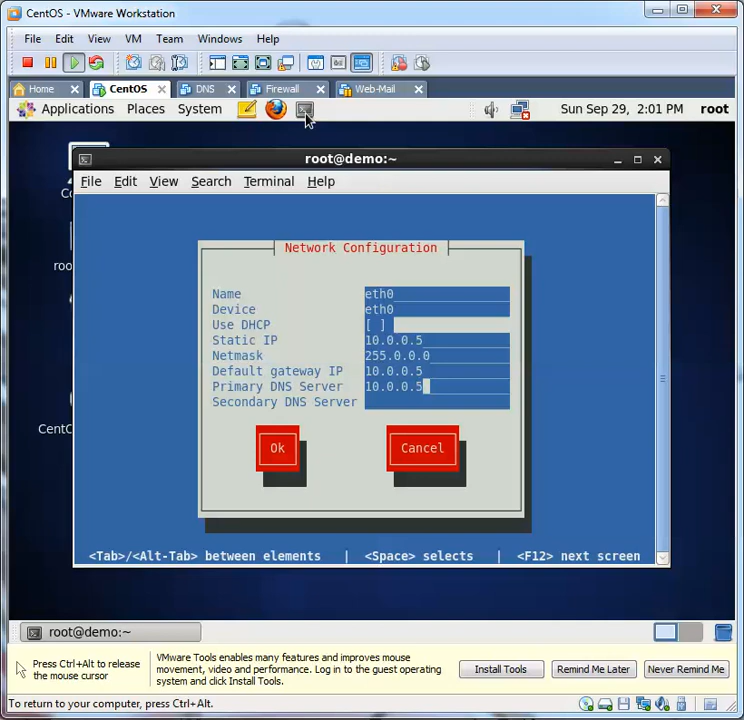 CentOS - VMware Workstation
File Edit View VM Team Windows Help
Home CentOS DNS Firewall Web-Mail
Applications Places System Sun Sep 29, 2:01 PM root
root@demo:~
File Edit View Search Terminal Help
Network Configuration
Name eth0
Device eth0
Use DHCP [ ]
Static IP 10.0.0.5
Netmask 255.0.0.0
Default gateway IP 10.0.0.5
Primary DNS Server 10.0.0.5
Secondary DNS Server
Ok Cancel
<Tab>/<Alt-Tab> between elements | <Space> selects | <F12> next screen
root@demo:~
Press Ctrl+Alt to release
the mouse cursor
VMware Tools enables many features and improves mouse
movement, video and performance. Log in to the guest operating
system and click Install Tools.
Install Tools Remind Me Later Never Remind Me
To return to your computer, press Ctrl+Alt.